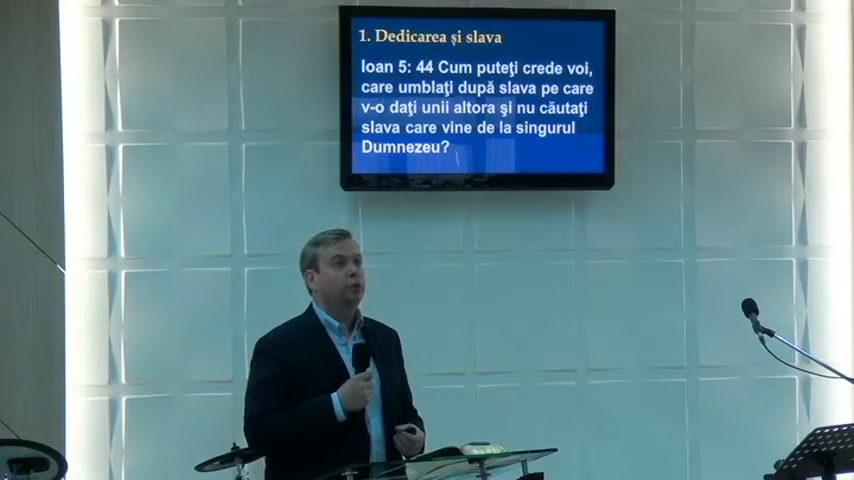 1. Dedicarea și slava
Ioan 5: 44 Cum puteţi crede voi,
care umblaţi după slava pe care
v-o daţi unii altora şi nu căutaţi
slava care vine de la singurul
Dumnezeu?